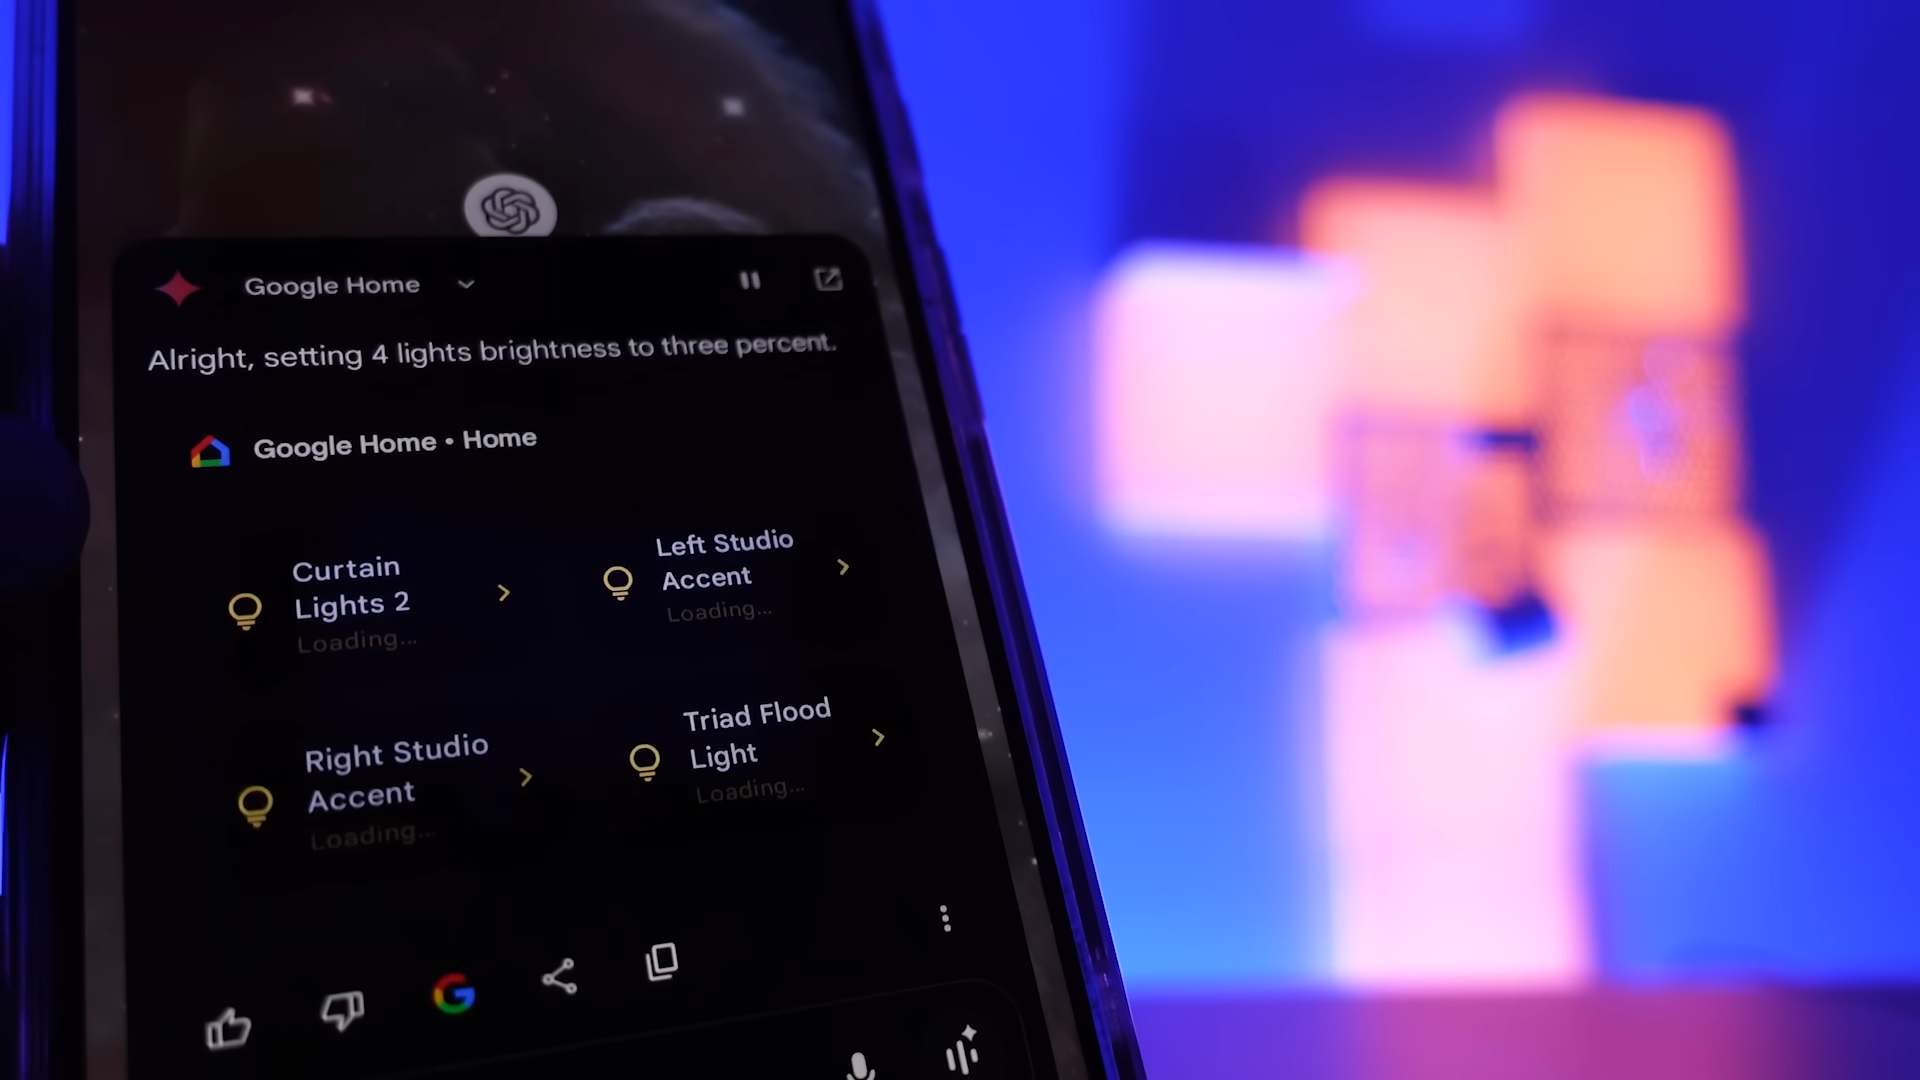 Google Home
Alright, setting 4 lights brightness to three percent.
Google Home • Home
Curtain
Lights 2
Loading...
Left Studio
Accent
Loading...
Right Studio
Accent
Loading...
Triad Flood
Light
Loading...